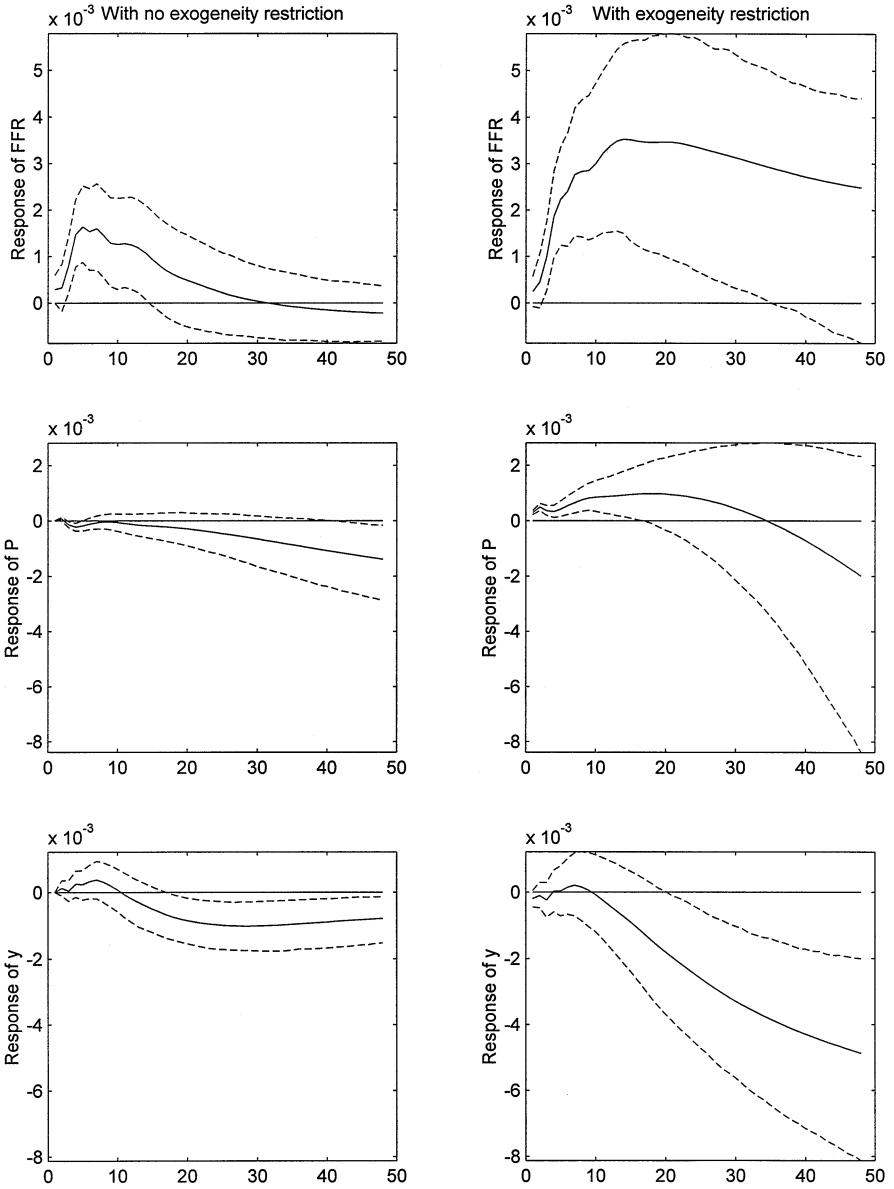 With no exogeneity restriction
x 10-3
Response of FFR
5
4
3
2
1
0
0 10 20 30 40 50
With exogeneity restriction
x 10-3
Response of FFR
5
4
3
2
1
0
0 10 20 30 40 50
x 10-3
Response of P
2
0
-2
-4
-6
-8
0 10 20 30 40 50
x 10-3
Response of P
2
0
-2
-4
-6
-8
0 10 20 30 40 50
x 10-3
Response of y
0
-2
-4
-6
-8
0 10 20 30 40 50
x 10-3
Response of y
0
-2
-4
-6
-8
0 10 20 30 40 50